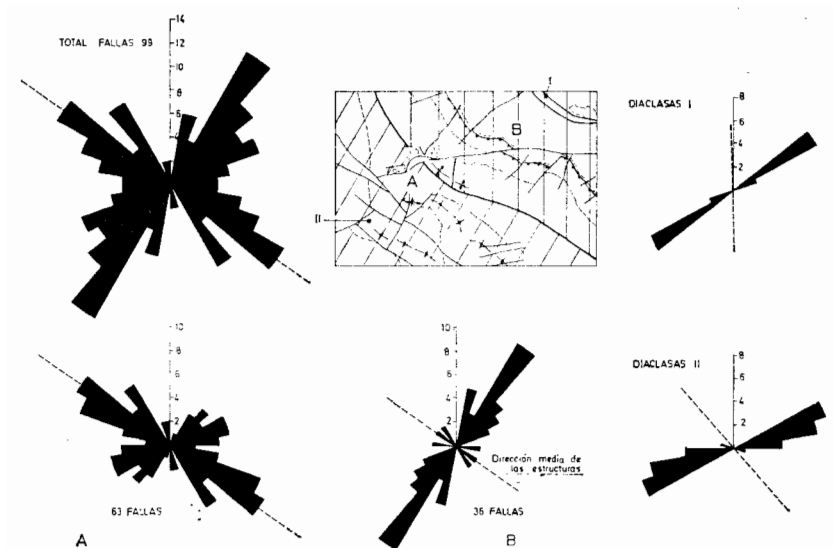 TOTAL FALLAS 99
14
12
10
8
6
4
I
B
A
II
DIACLASAS I
8
6
4
2
10
8
6
4
2
63 FALLAS
A
10
8
6
4
2
Dirección media de
las estructuras
36 FALLAS
B
DIACLASAS II
8
6
4
2